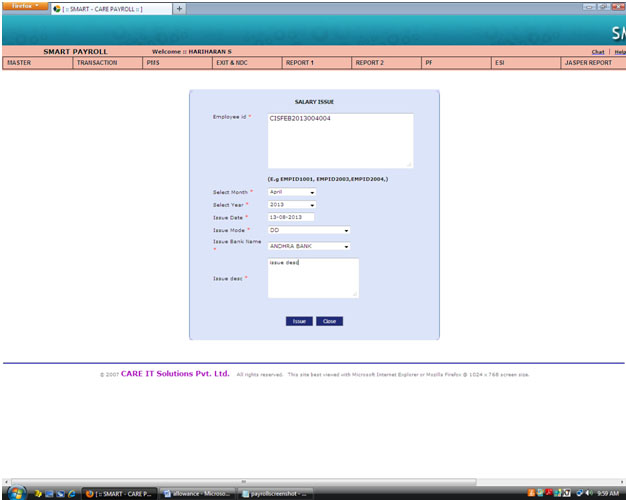 Firefox
[ :: SMART - CARE PAYROLL :: ]
SM
SMART PAYROLL Welcome :: HARIHARAN S Chat | Help
MASTER TRANSACTION PMS EXIT & NDC REPORT 1 REPORT 2 PF ESI JASPER REPORT
SALARY ISSUE
Employee id * CISFEB2013004004
(E.g EMPID1001, EMPID2003,EMPID2004,)
Select Month * April
Select Year * 2013
Issue Date * 13-08-2013
Issue Mode * DD
Issue Bank Name * ANDHRA BANK
Issue desc * issue desc
Issue Close
© 2007 CARE IT Solutions Pvt. Ltd. All rights reserved. This site best viewed with Microsoft Internet Explorer or Mozilla Firefox @ 1024 x 768 screen size.
[ :: SMART - CARE P... allowance - Microso... payrollscreenshot - ... 9:59 AM